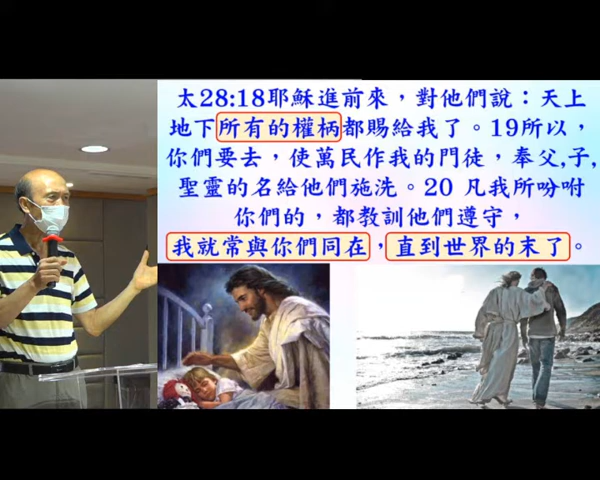 太28:18耶穌進前來，對他們說：天上
地下所有的權柄都賜給我了。19所以，
你們要去，使萬民作我的門徒，奉父,子,
聖靈的名給他們施洗。20 凡我所吩咐
你們的，都教訓他們遵守，
我就常與你們同在，直到世界的末了。